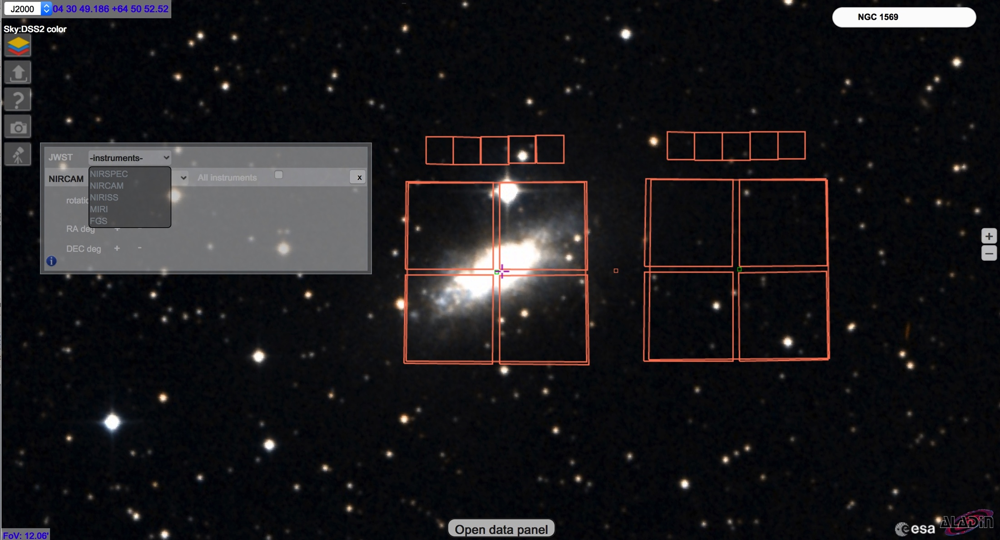 J2000 04 30 49.186 +64 50 52.52
NGC 1569
Sky:DSS2 color
?
JWST -instruments-
NIRCAM All instruments x
NIRSPEC
NIRCAM
NIRISS
MIRI
FGS
rotatio
RA deg + -
DEC deg + -
i
+
−
Open data panel
FoV: 12.06'
esa ALADiN